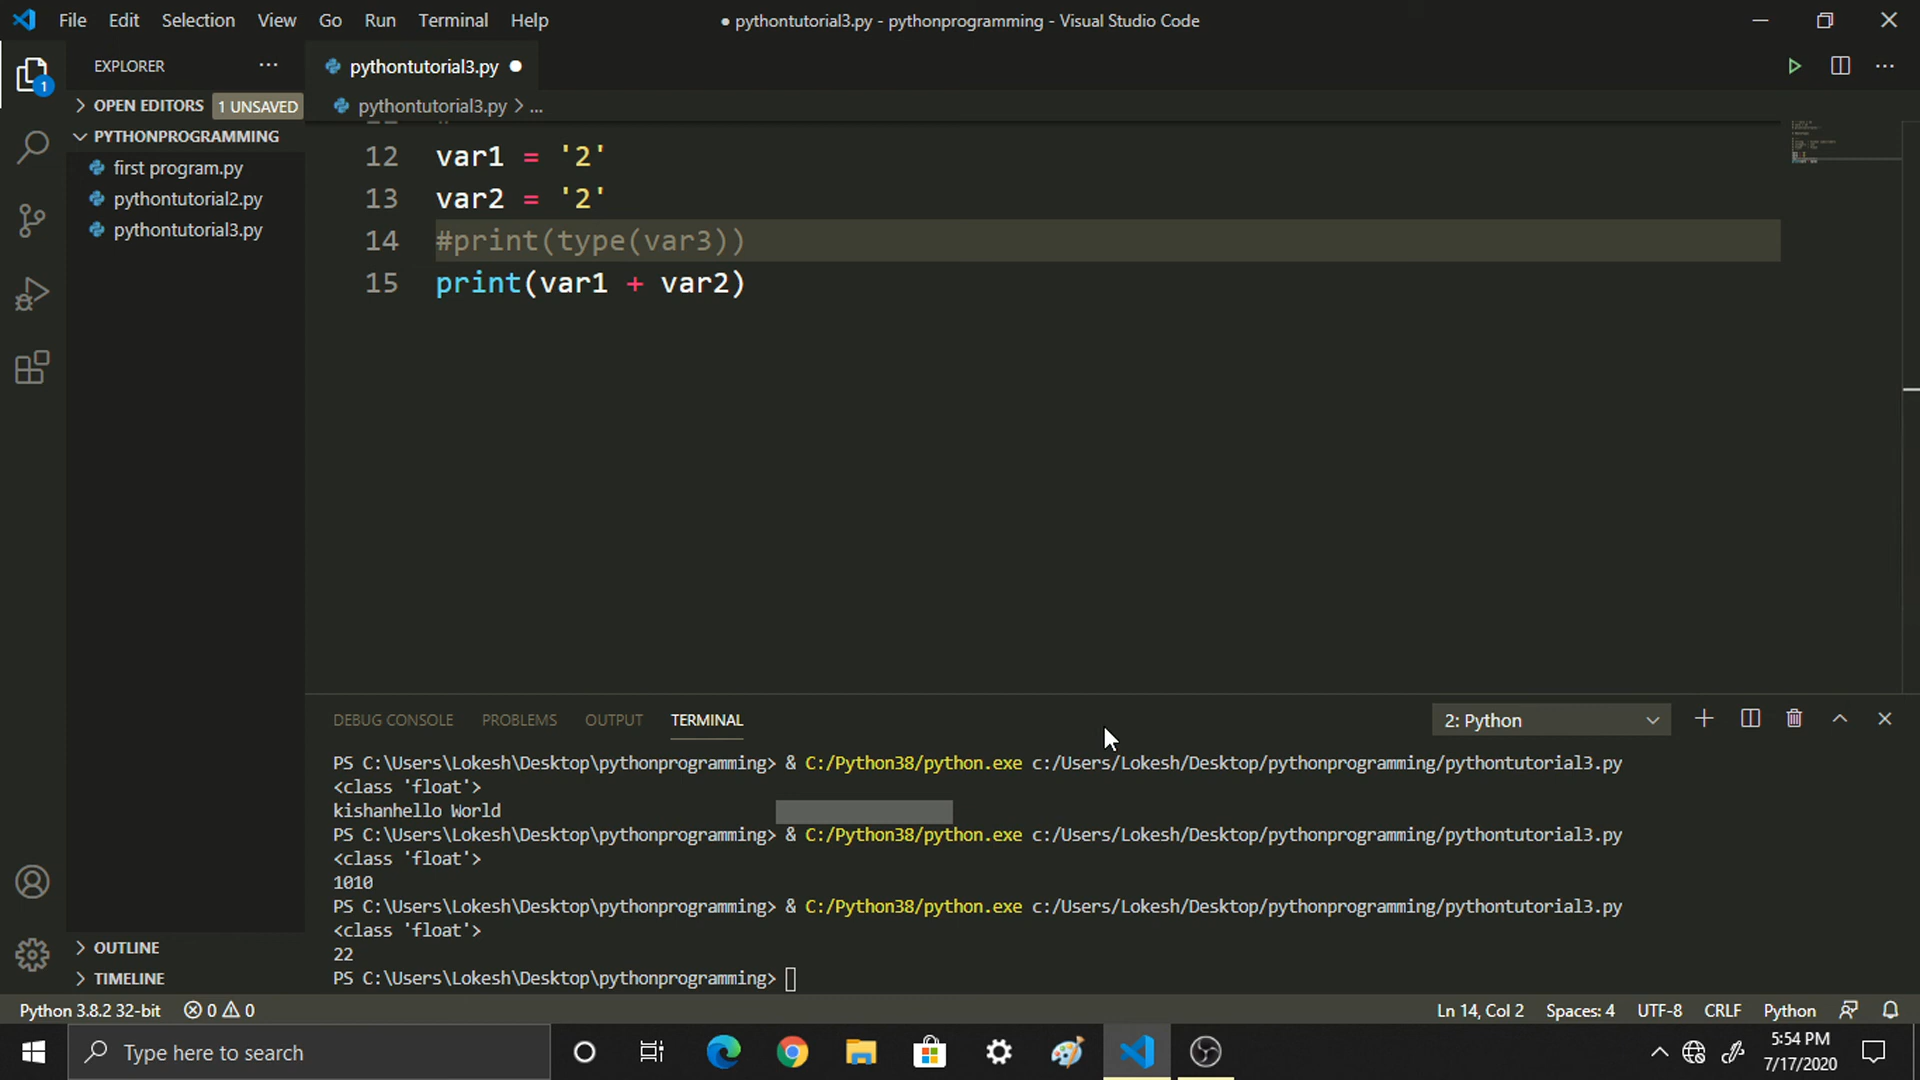 File Edit Selection View Go Run Terminal Help
● pythontutorial3.py - pythonprogramming - Visual Studio Code
EXPLORER
pythontutorial3.py
OPEN EDITORS 1 UNSAVED
pythontutorial3.py > ...
PYTHONPROGRAMMING
first program.py
pythontutorial2.py
pythontutorial3.py
12 var1 = '2'
13 var2 = '2'
14 #print(type(var3))
15 print(var1 + var2)
1
DEBUG CONSOLE PROBLEMS OUTPUT TERMINAL
2: Python
PS C:\Users\Lokesh\Desktop\pythonprogramming> & C:/Python38/python.exe c:/Users/Lokesh/Desktop/pythonprogramming/pythontutorial3.py
<class 'float'>
kishanhello World
PS C:\Users\Lokesh\Desktop\pythonprogramming> & C:/Python38/python.exe c:/Users/Lokesh/Desktop/pythonprogramming/pythontutorial3.py
<class 'float'>
1010
PS C:\Users\Lokesh\Desktop\pythonprogramming> & C:/Python38/python.exe c:/Users/Lokesh/Desktop/pythonprogramming/pythontutorial3.py
<class 'float'>
22
PS C:\Users\Lokesh\Desktop\pythonprogramming>
OUTLINE
TIMELINE
Python 3.8.2 32-bit 0 0
Ln 14, Col 2 Spaces: 4 UTF-8 CRLF Python
Type here to search
5:54 PM
7/17/2020